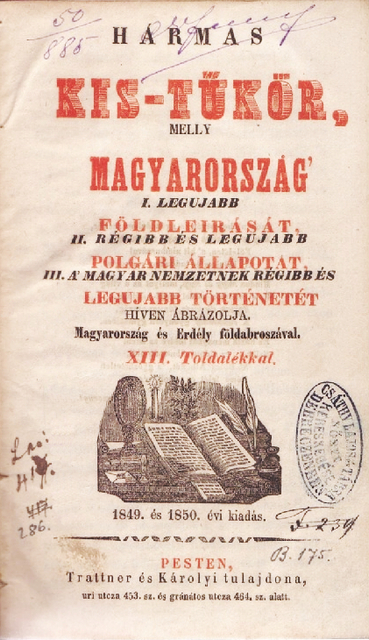 50
885
HARMAS
KIS-TÜKÖR,
MELLY
MAGYARORSZÁG'
I. LEGUJABB
FÖLDLEIRÁSÁT,
II. RÉGIBB ÉS LEGUJABB
POLGÁRI ÁLLAPOTÁT,
III. A' MAGYAR NEMZETNEK RÉGIBB ÉS
LEGUJABB TÖRTÉNETÉT
HÍVEN ÁBRÁZOLJA.
Magyarország és Erdély földabroszával.
XIII. Toldalékkal.
286.
1849. és 1850. évi kiadás.
B. 175.
PESTEN,
Trattner és Károlyi tulajdona,
uri utcza 453. sz. és gránátos utcza 464. sz. alatt.